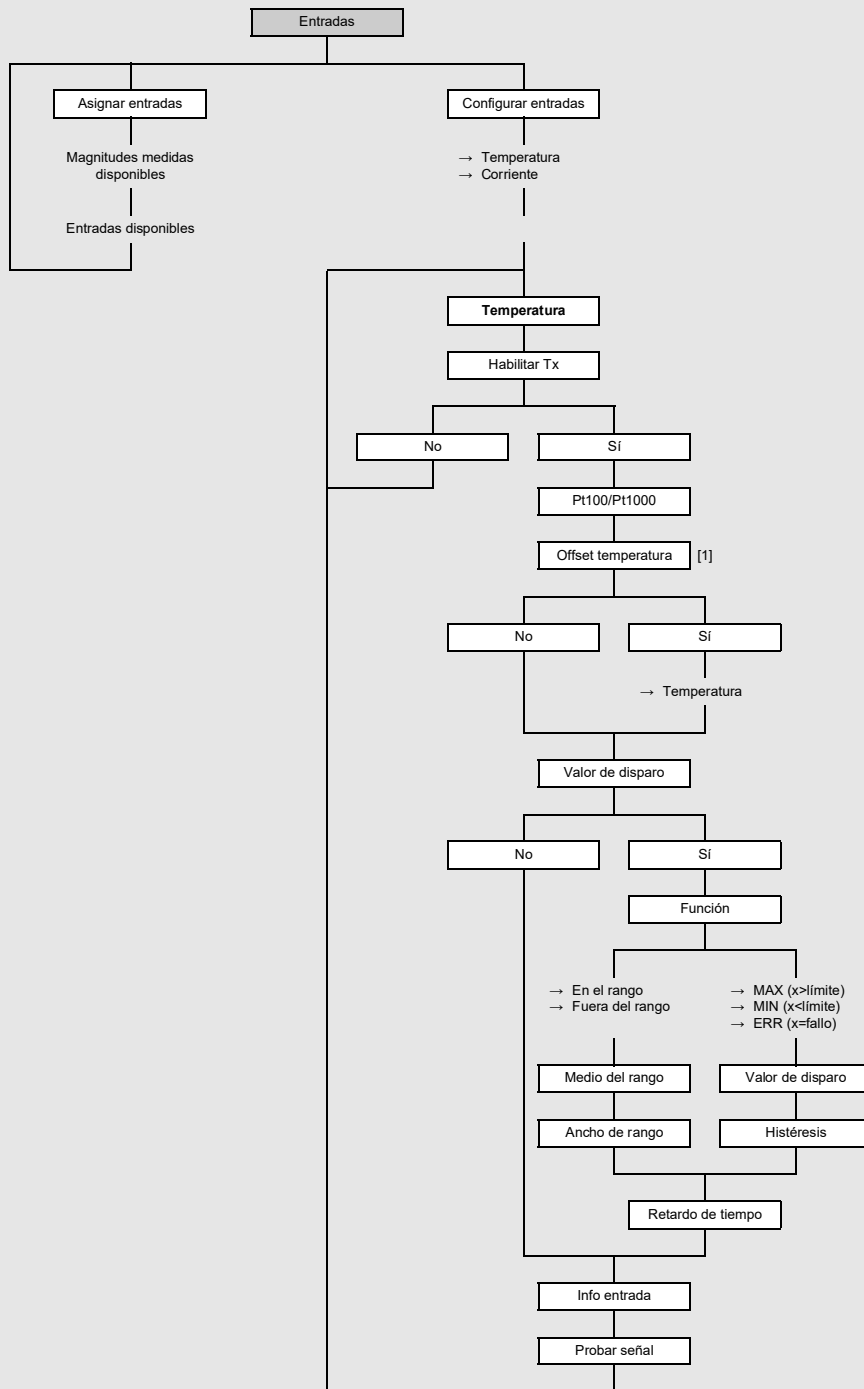 Entradas
Asignar entradas
Configurar entradas
Magnitudes medidas
disponibles
→ Temperatura
→ Corriente
Entradas disponibles
Temperatura
Habilitar Tx
No
Sí
Pt100/Pt1000
Offset temperatura [1]
No
Sí
→ Temperatura
Valor de disparo
No
Sí
Función
→ En el rango
→ Fuera del rango
→ MAX (x>límite)
→ MIN (x<límite)
→ ERR (x=fallo)
Medio del rango
Valor de disparo
Ancho de rango
Histéresis
Retardo de tiempo
Info entrada
Probar señal